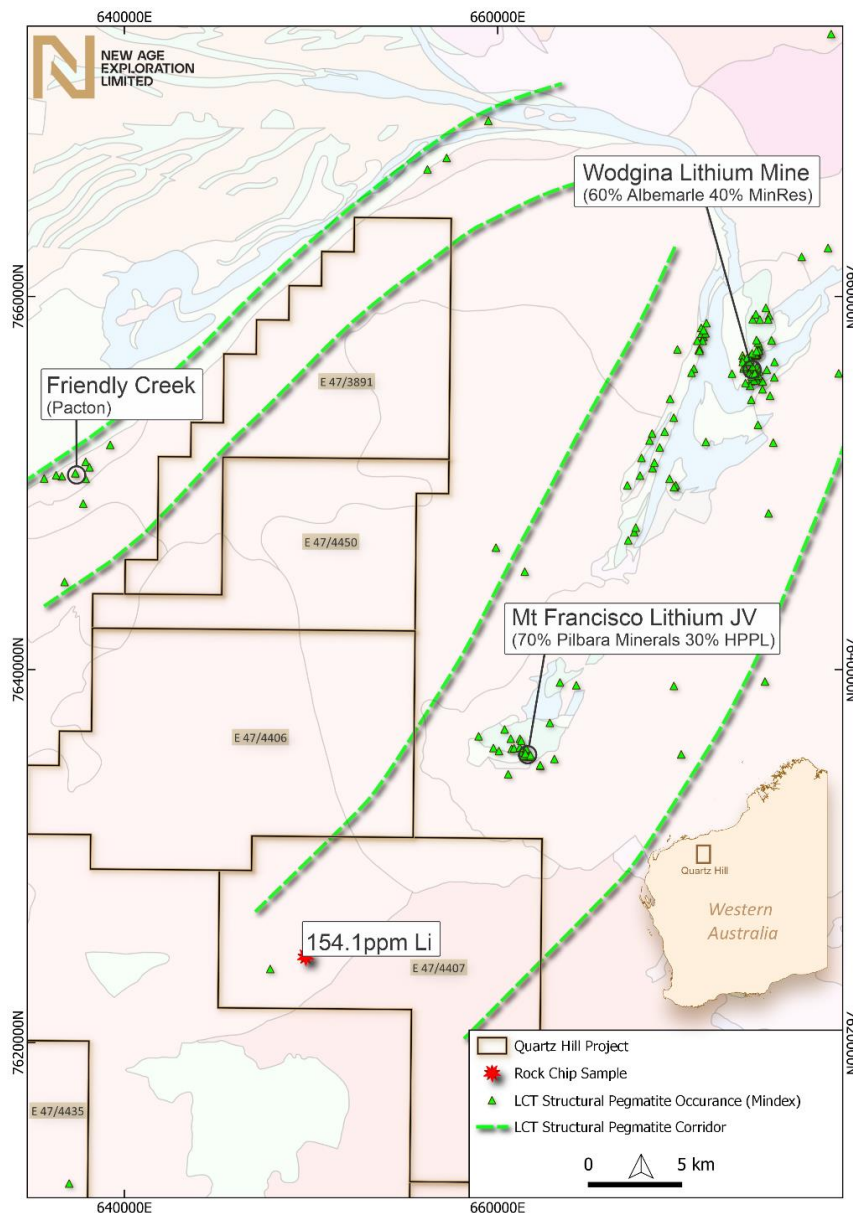 640000E
660000E
NEW AGE
EXPLORATION
LIMITED
Wodgina Lithium Mine
(60% Albemarle 40% MinRes)
7660000N
7660000N
E 47/3891
Friendly Creek
(Pacton)
E 47/4450
Mt Francisco Lithium JV
(70% Pilbara Minerals 30% HPPL)
7640000N
7640000N
E 47/4406
Quartz Hill
Western
Australia
154.1ppm Li
E 47/4407
7620000N
7620000N
Quartz Hill Project
Rock Chip Sample
LCT Structural Pegmatite Occurance (Mindex)
LCT Structural Pegmatite Corridor
E 47/4435
0 5 km
640000E
660000E